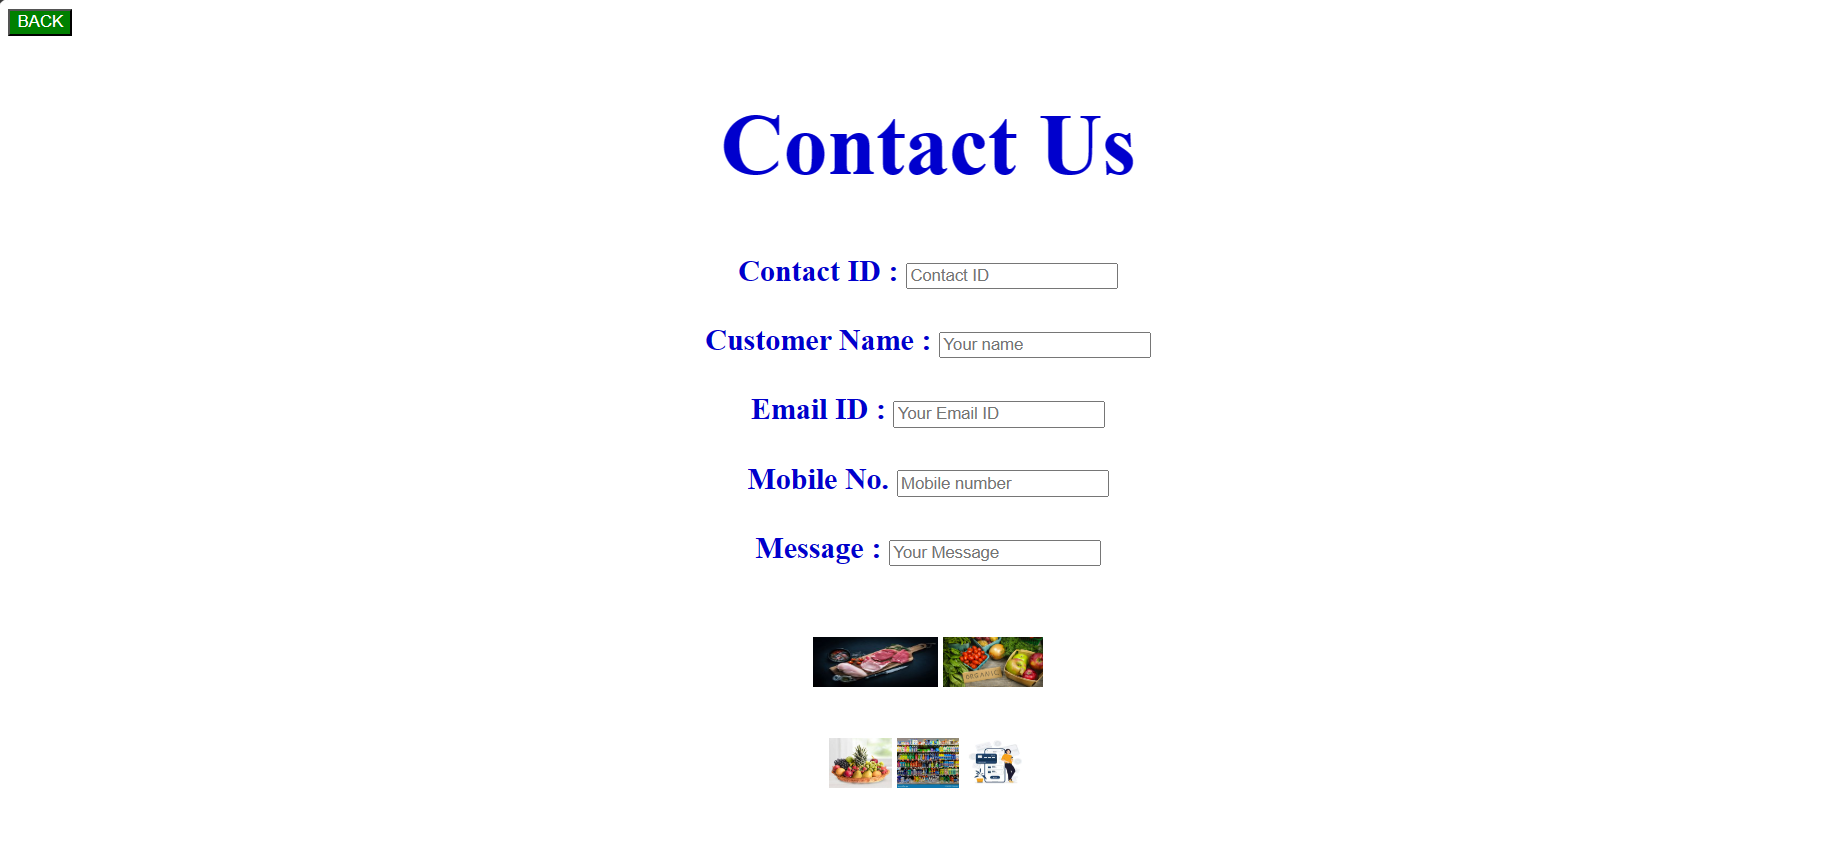 BACK
Contact Us
Contact ID : Contact ID
Customer Name : Your name
Email ID : Your Email ID
Mobile No. Mobile number
Message : Your Message
ORGANIC